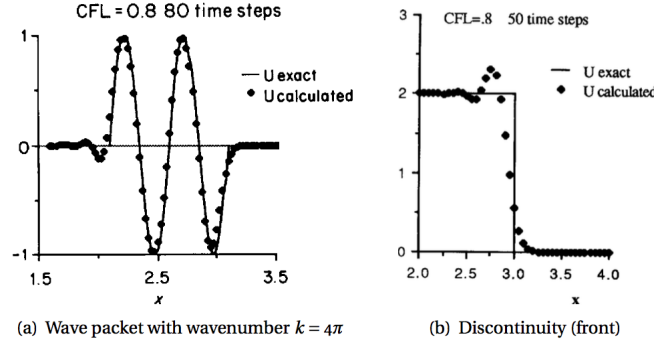 CFL = 0.8 80 time steps
1
0
-1
1.5
2.5
3.5
x
U exact
U calculated
(a) Wave packet with wavenumber k = 4π
CFL=.8 50 time steps
3
2
1
0
2.0
2.5
3.0
3.5
4.0
x
U exact
U calculated
(b) Discontinuity (front)